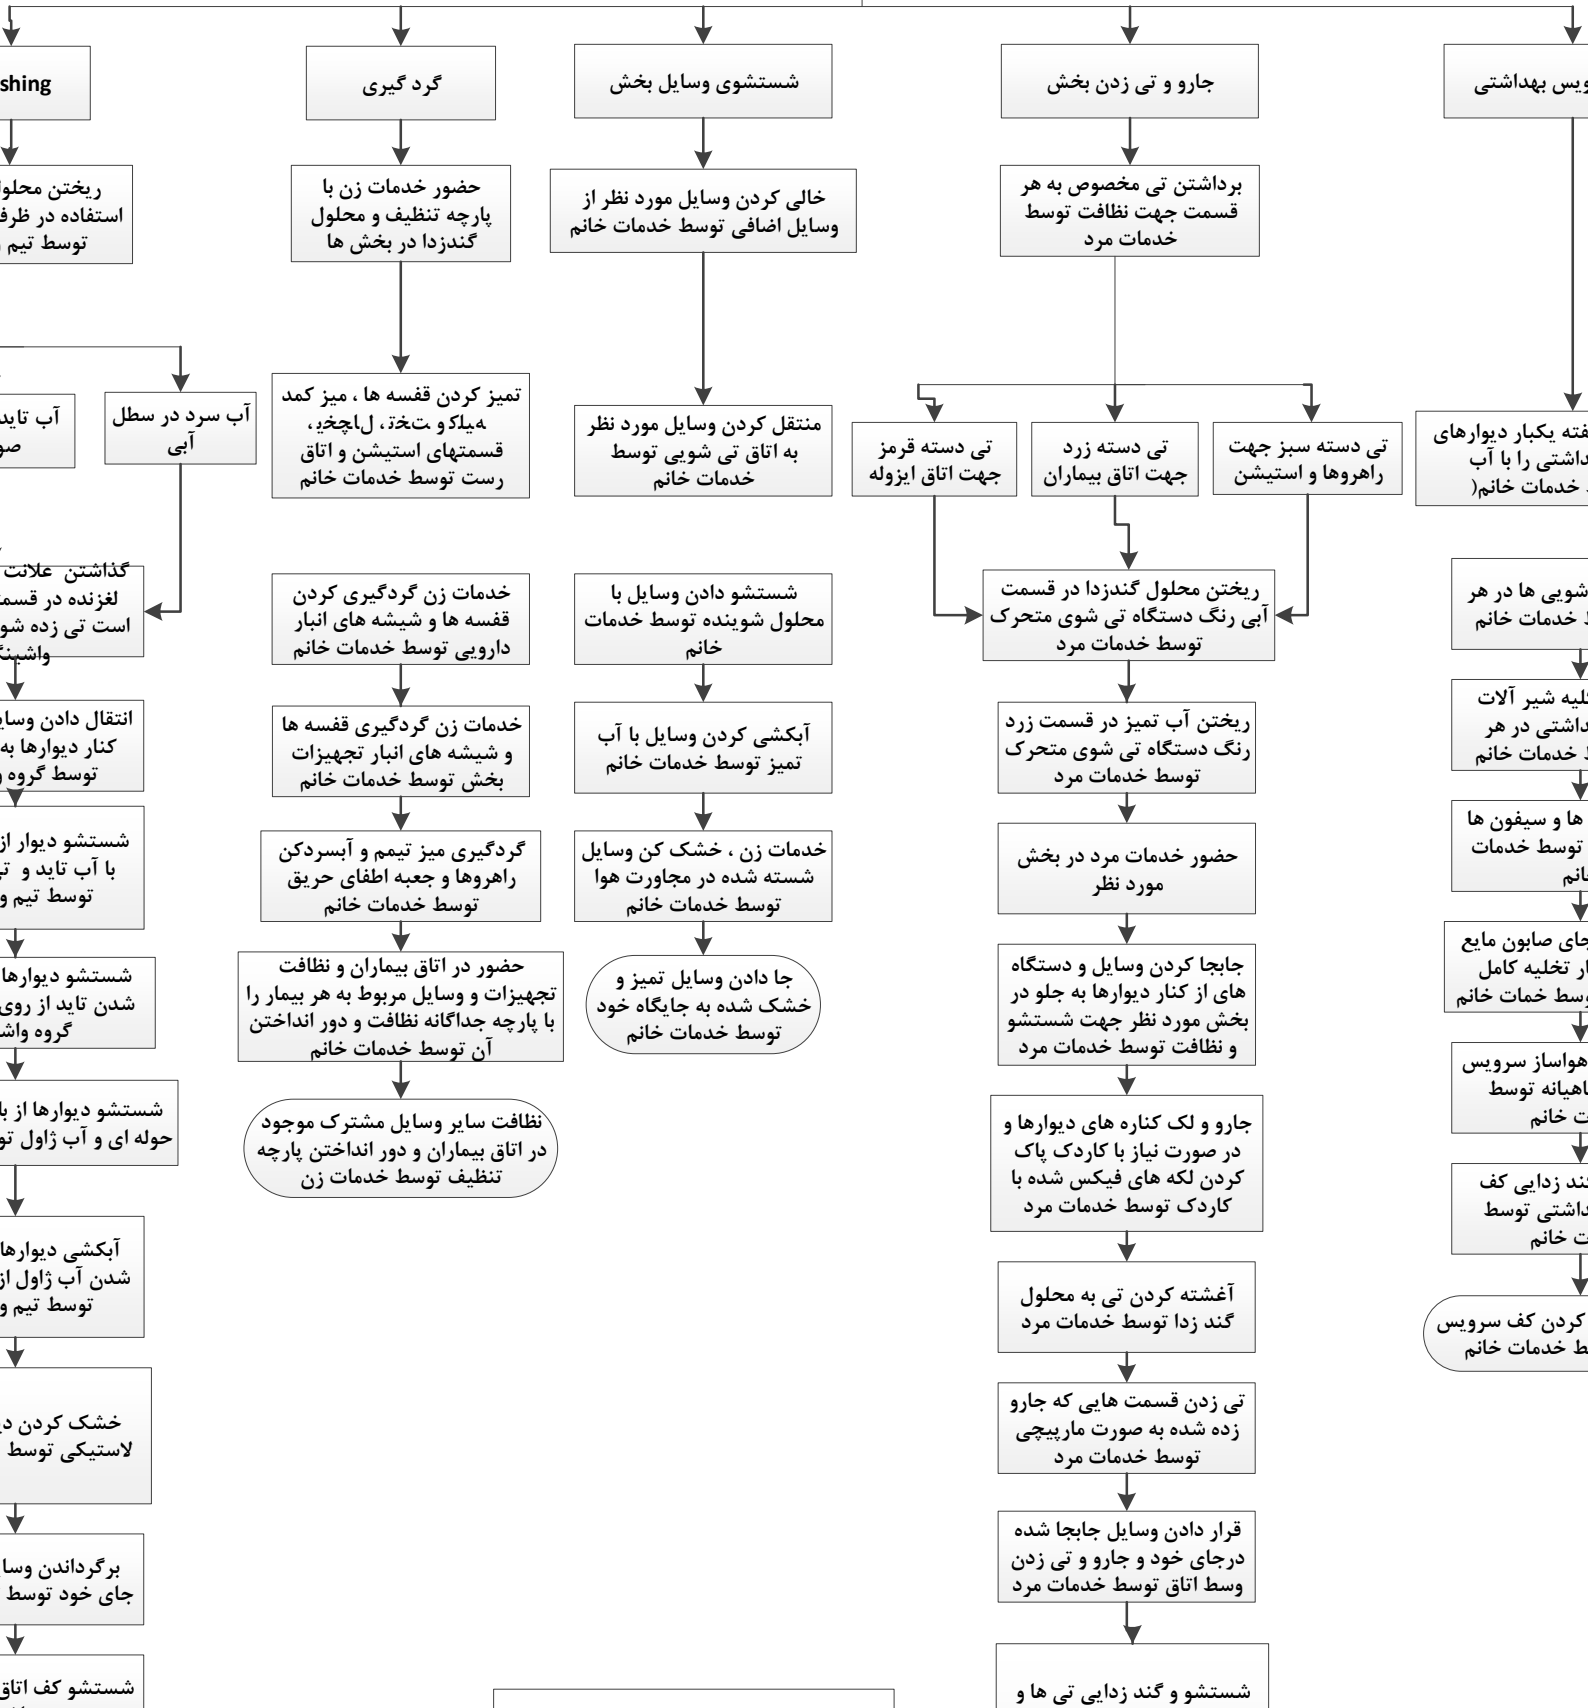 shing
ریختن محلول
استفاده در ظرف
توسط تیم
آب سرد در سطل
آبی
آب تاید
گذاشتن علائت
لغزنده در
است تی زده
انتقال دادن
کنار دیوارها به
توسط گروه
شستشو دیوار از
با آب تاید و
توسط تیم و
شستشو دیوارها
شدن تاید از روی
گروه
شستشو دیوارها از
حوله ای و آب ژاول
آبکشی دیوارها
شدن آب ژاول از
توسط تیم و
خشک کردن
لاستیکی توسط
برگرداندن
جای خود توسط
شستشو کف اتاق
گرد گیری
حضور خدمات زن با
پارچه تنظیف و محلول
گندزدا در بخش ها
تمیز کردن قفسه ها ، میز کمد
قسمتهای استیشن و اتاق
رست توسط خدمات خانم
خدمات زن گردگیری کردن
قفسه ها و شیشه های انبار
دارویی توسط خدمات خانم
خدمات زن گردگیری قفسه ها
و شیشه های انبار تجهیزات
بخش توسط خدمات خانم
گردگیری میز تیمم و آبسردکن
راهروها و جعبه اطفای حریق
توسط خدمات خانم
حضور در اتاق بیماران و نظافت
تجهیزات و وسایل مربوط به هر بیمار را
با پارچه جداگانه نظافت و دور انداختن
آن توسط خدمات خانم
نظافت سایر وسایل مشترک موجود
در اتاق بیماران و دور انداختن پارچه
تنظیف توسط خدمات زن
شستشوی وسایل بخش
خالی کردن وسایل مورد نظر از
وسایل اضافی توسط خدمات خانم
منتقل کردن وسایل مورد نظر
به اتاق تی شویی توسط
خدمات خانم
شستشو دادن وسایل با
محلول شوینده توسط خدمات
خانم
آبکشی کردن وسایل با آب
تمیز توسط خدمات خانم
خدمات زن ، خشک کن وسایل
شسته شده در مجاورت هوا
توسط خدمات خانم
جا دادن وسایل تمیز و
خشک شده به جایگاه خود
توسط خدمات خانم
جارو و تی زدن بخش
برداشتن تی مخصوص به هر
قسمت جهت نظافت توسط
خدمات مرد
تی دسته سبز جهت
راهروها و استیشن
تی دسته زرد
جهت اتاق بیماران
تی دسته قرمز
جهت اتاق ایزوله
ریختن محلول گندزدا در قسمت
آبی رنگ دستگاه تی شوی متحرک
توسط خدمات مرد
ریختن آب تمیز در قسمت زرد
رنگ دستگاه تی شوی متحرک
توسط خدمات مرد
حضور خدمات مرد در بخش
مورد نظر
جابجا کردن وسایل و دستگاه
های از کنار دیوارها به جلو در
بخش مورد نظر جهت شستشو
و نظافت توسط خدمات مرد
جارو و لک کناره های دیوارها و
در صورت نیاز با کاردک پاک
کردن لکه های فیکس شده با
کاردک توسط خدمات مرد
آغشته کردن تی به محلول
گند زدا توسط خدمات مرد
تی زدن قسمت هایی که جارو
زده شده به صورت مارپیچی
توسط خدمات مرد
قرار دادن وسایل جابجا شده
درجای خود و جارو و تی زدن
وسط اتاق توسط خدمات مرد
شستشو و گند زدایی تی ها و
بهداشتی
یکبار دیوارهای
را با آب
خدمات خانم(
شویی ها در هر
خدمات خانم
شیر آلات
در هر
خدمات خانم
ها و سیفون ها
توسط خدمات
جای صابون مایع
تخلیه کامل
خمات خانم
هواساز سرویس
توسط
خانم
زدایی کف
توسط
خانم
کردن کف سرویس
خدمات خانم